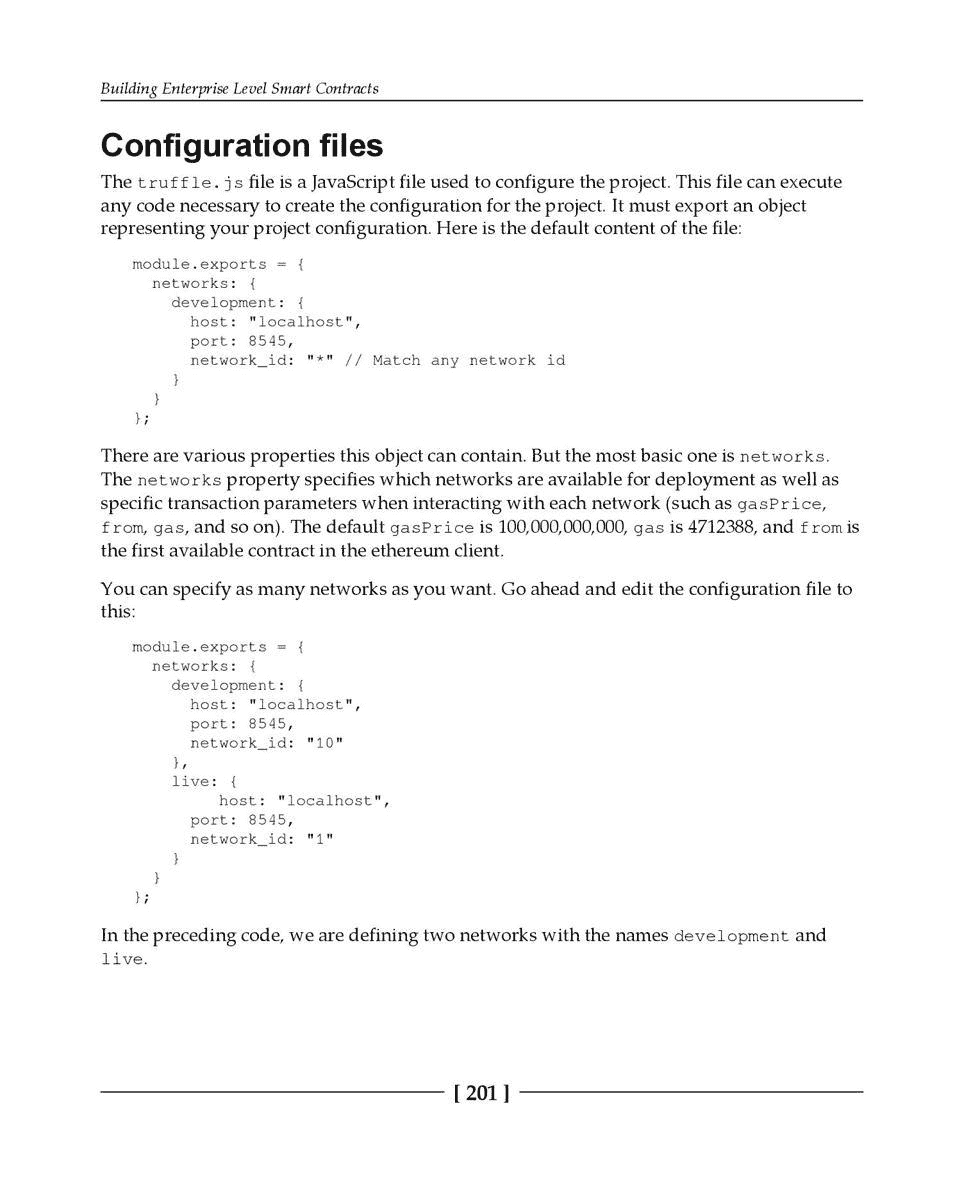 Building Enterprise Level Smart Contracts
Configuration files
The truffle.js file is a JavaScript file used to configure the project. This file can execute
any code necessary to create the configuration for the project. It must export an object
representing your project configuration. Here is the default content of the file:
module.exports = {
  networks: {
    development: {
      host: "localhost",
      port: 8545,
      network_id: "*" // Match any network id
    }
  }
};
There are various properties this object can contain. But the most basic one is networks.
The networks property specifies which networks are available for deployment as well as
specific transaction parameters when interacting with each network (such as gasPrice,
from, gas, and so on). The default gasPrice is 100,000,000,000, gas is 4712388, and from is
the first available contract in the ethereum client.
You can specify as many networks as you want. Go ahead and edit the configuration file to
this:
module.exports = {
  networks: {
    development: {
      host: "localhost",
      port: 8545,
      network_id: "10"
    },
    live: {
         host: "localhost",
      port: 8545,
      network_id: "1"
    }
  }
};
In the preceding code, we are defining two networks with the names development and
live.
[ 201 ]